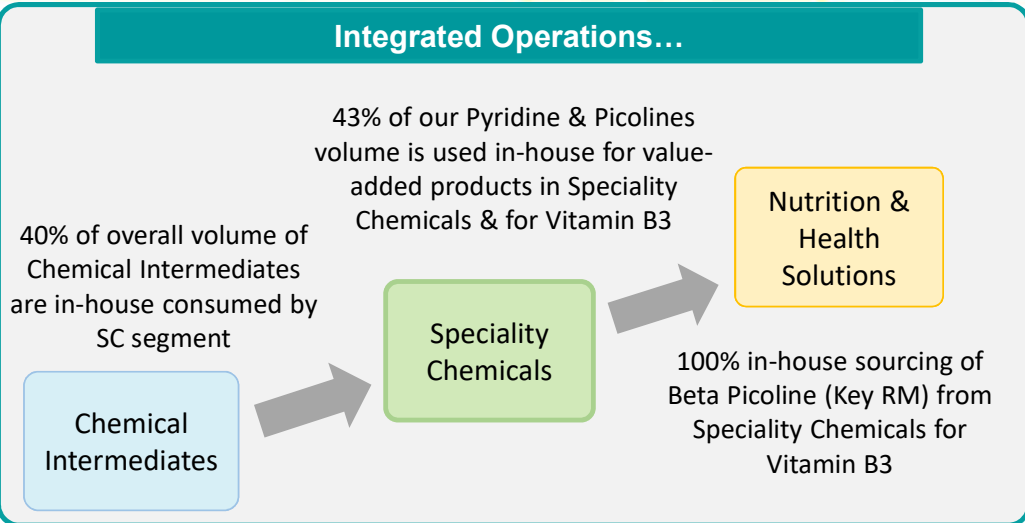 Integrated Operations…
43% of our Pyridine & Picolines
volume is used in-house for value-
added products in Speciality
Chemicals & for Vitamin B3
Nutrition &
Health
Solutions
40% of overall volume of
Chemical Intermediates
are in-house consumed by
SC segment
Speciality
Chemicals
100% in-house sourcing of
Beta Picoline (Key RM) from
Speciality Chemicals for
Vitamin B3
Chemical
Intermediates